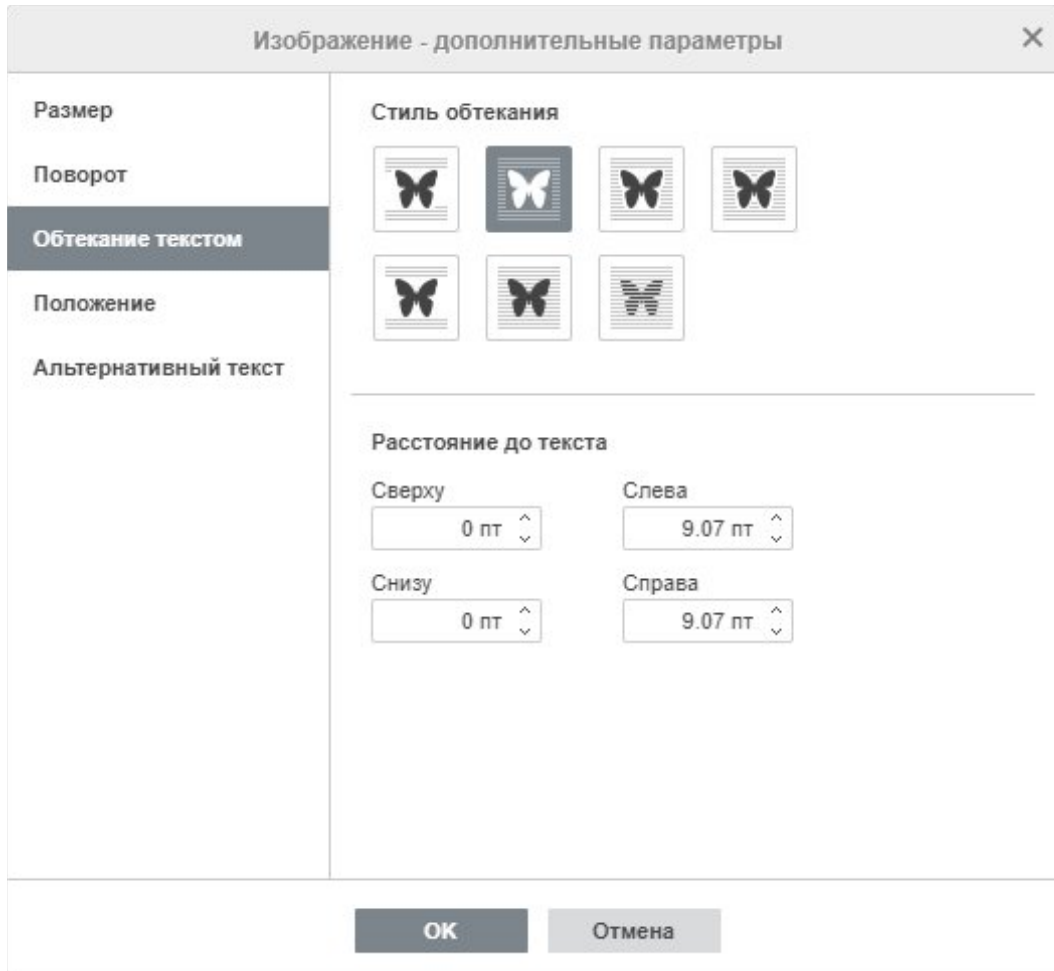 Изображение - дополнительные параметры
Размер
Поворот
Обтекание текстом
Положение
Альтернативный текст
Стиль обтекания
Расстояние до текста
Сверху Слева
0 пт 9.07 пт
Снизу Справа
0 пт 9.07 пт
OK Отмена